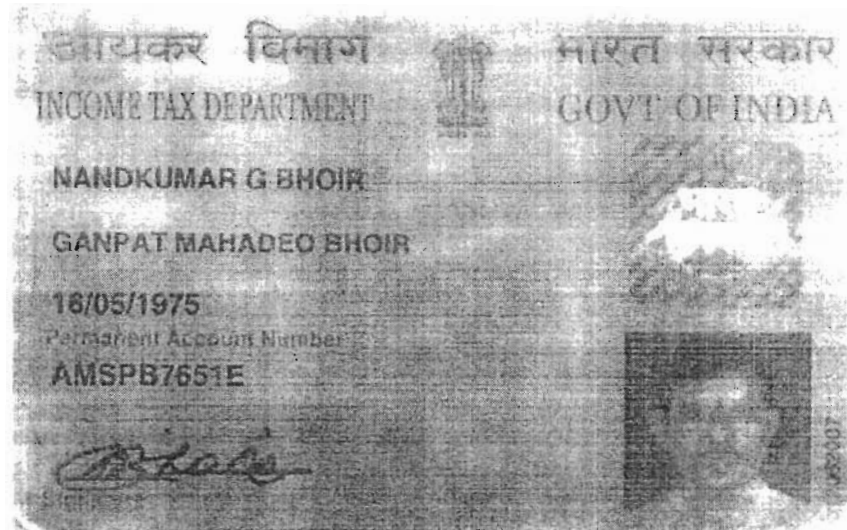 आयकर विभाग
भारत सरकार
INCOME TAX DEPARTMENT
GOVT OF INDIA
NANDKUMAR G BHOIR
GANPAT MAHADEO BHOIR
16/05/1975
Permanent Account Number
AMSPB7651E